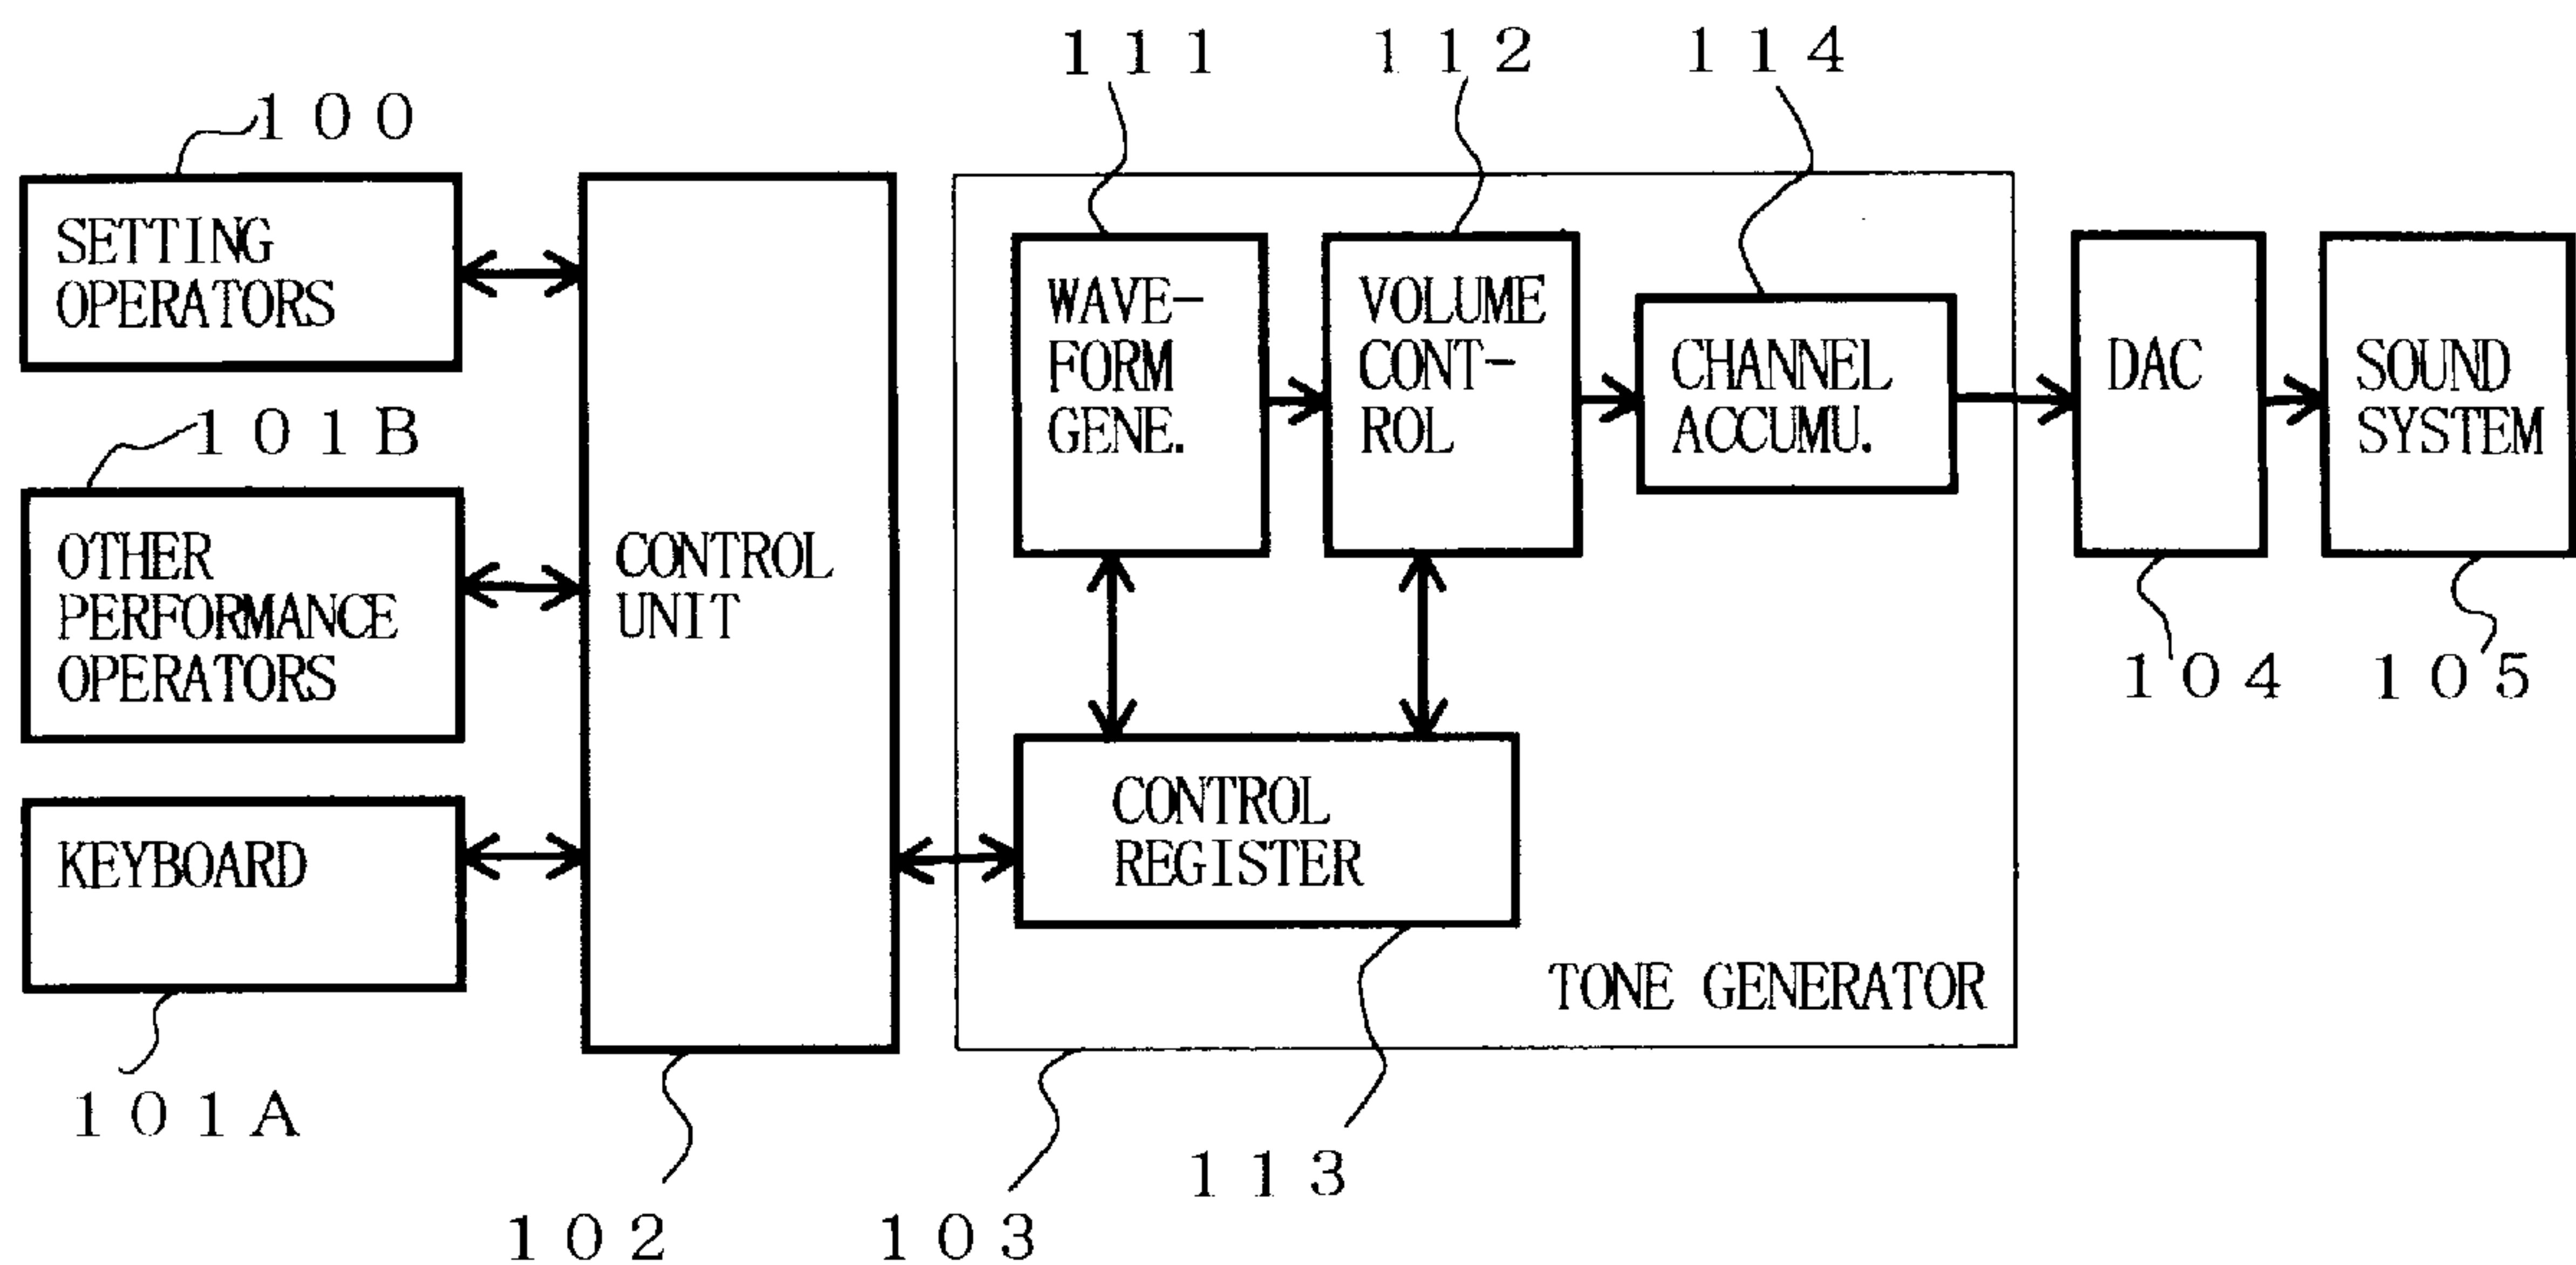 111
112
114
100
SETTING
OPERATORS
101B
OTHER
PERFORMANCE
OPERATORS
KEYBOARD
101A
CONTROL
UNIT
102
WAVE-
FORM
GENE.
VOLUME
CONT-
ROL
CHANNEL
ACCUMU.
CONTROL
REGISTER
TONE GENERATOR
103
113
DAC
104
SOUND
SYSTEM
105